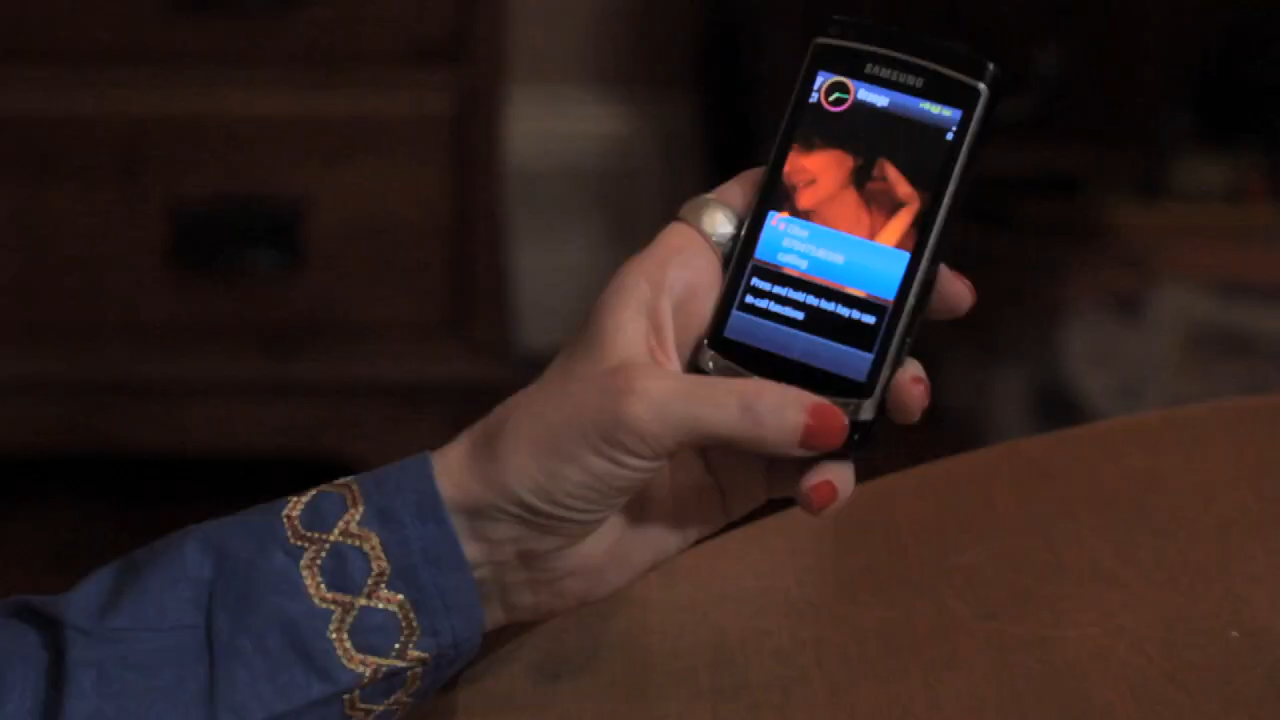 SAMSUNG
Orange
calling
Press and hold the lock key to use
in-call functions